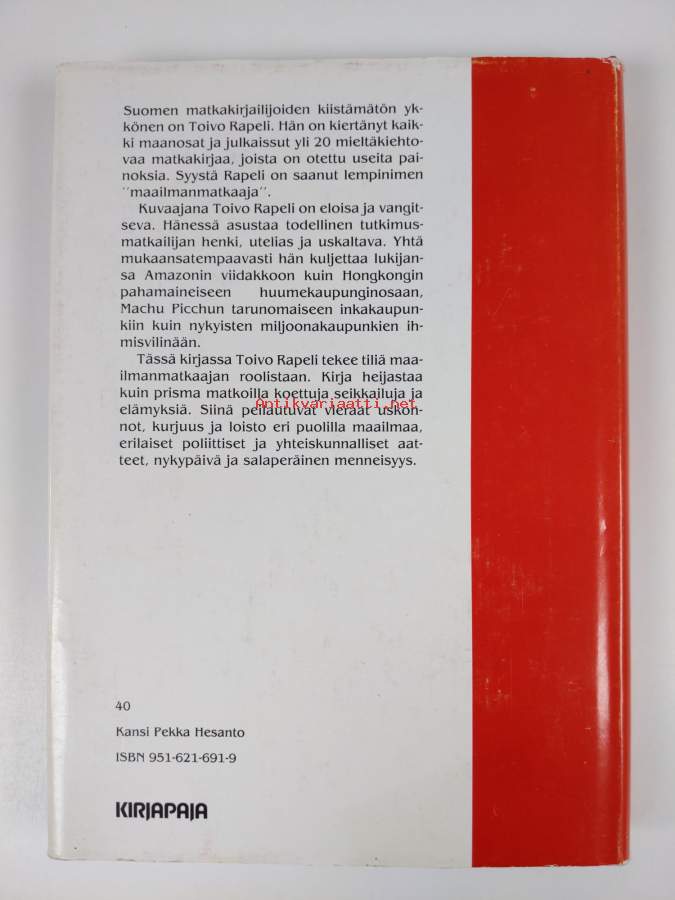 Suomen matkakirjailijoiden kiistämätön yk-
könen on Toivo Rapeli. Hän on kiertänyt kaik-
ki maanosat ja julkaissut yli 20 mieltäkiehto-
vaa matkakirjaa, joista on otettu useita pai-
noksia. Syystä Rapeli on saanut lempinimen
''maailmanmatkaaja''.
Kuvaajana Toivo Rapeli on eloisa ja vangit-
seva. Hänessä asustaa todellinen tutkimus-
matkailijan henki, utelias ja uskaltava. Yhtä
mukaansatempaavasti hän kuljettaa lukijan-
sa Amazonin viidakkoon kuin Hongkongin
pahamaineiseen huumekaupunginosaan,
Machu Picchun tarunomaiseen inkakaupun-
kiin kuin nykyisten miljoonakaupunkien ih-
misvilinään.
Tässä kirjassa Toivo Rapeli tekee tiliä maa-
ilmanmatkaajan roolistaan. Kirja heijastaa
kuin prisma matkoilla koettuja seikkailuja ja
Antikvariaatti.net
elämyksiä. Siinä peilautuvat vieraat uskon-
not, kurjuus ja loisto eri puolilla maailmaa,
erilaiset poliittiset ja yhteiskunnalliset aat-
teet, nykypäivä ja salaperäinen menneisyys.
40
Kansi Pekka Hesanto
ISBN 951-621-691-9
KIRJAPAJA